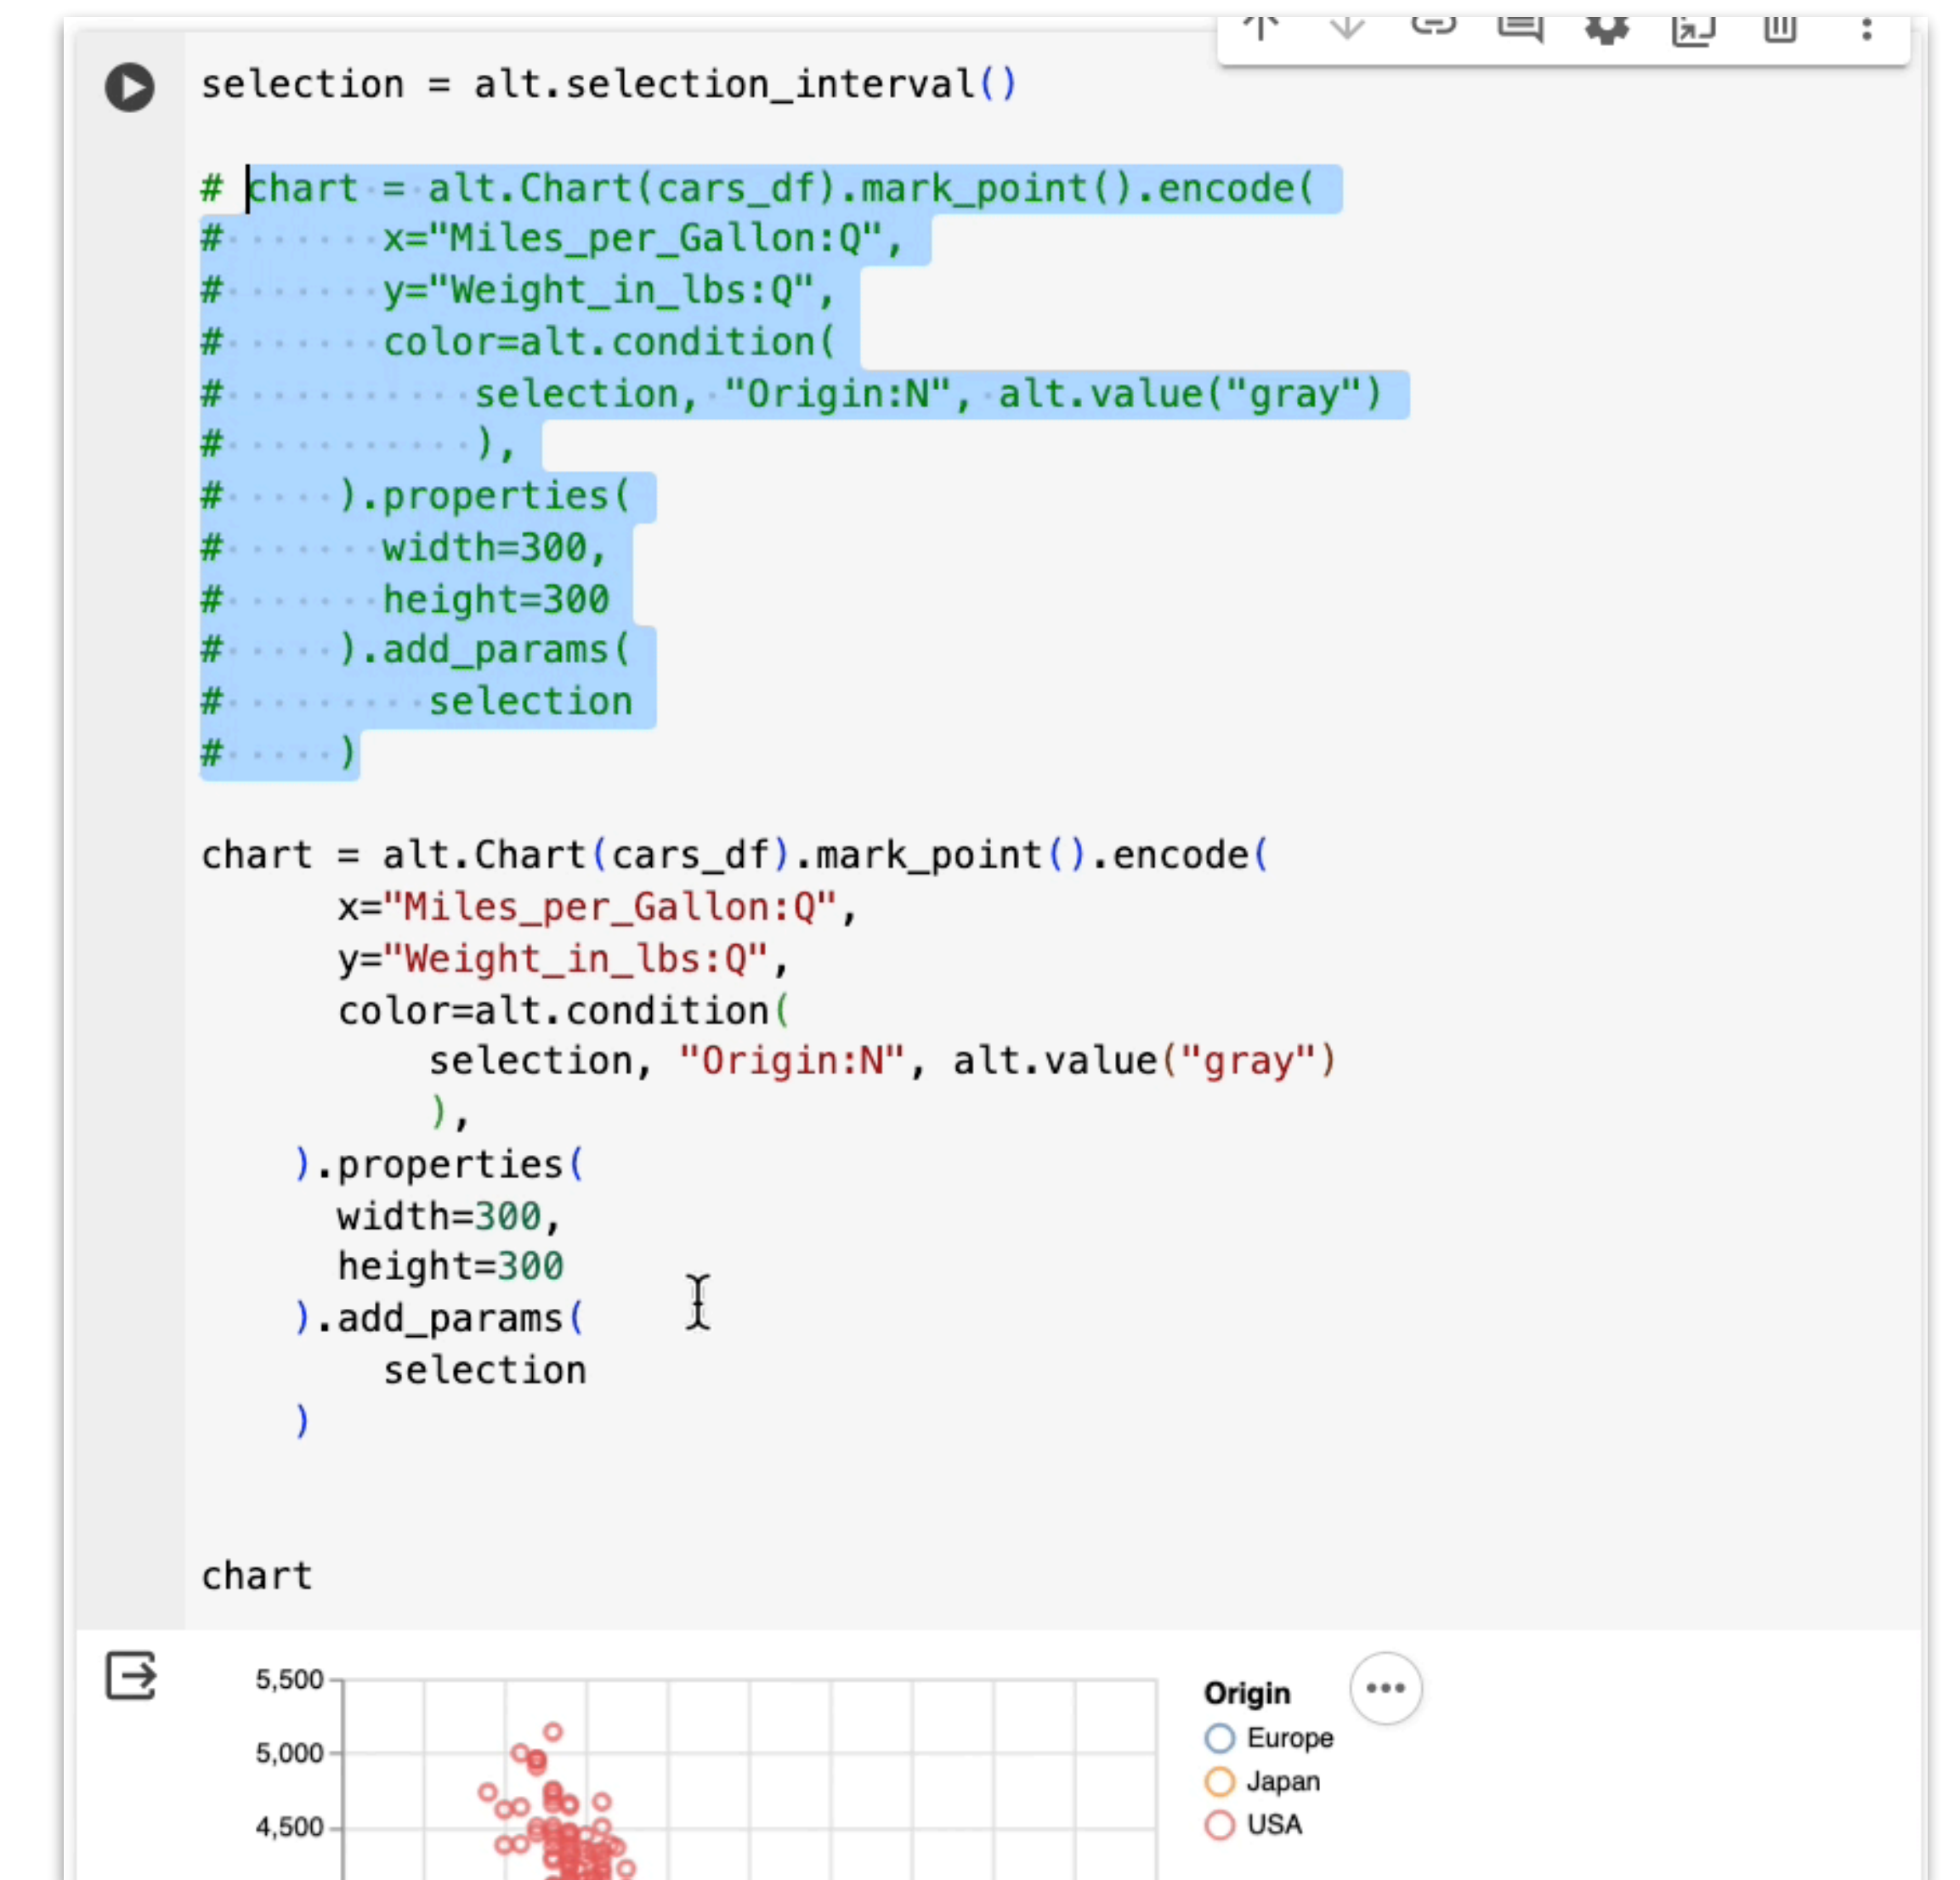 selection = alt.selection_interval()

# chart = alt.Chart(cars_df).mark_point().encode(
#       x="Miles_per_Gallon:Q",
#       y="Weight_in_lbs:Q",
#       color=alt.condition(
#           selection, "Origin:N", alt.value("gray")
#           ),
#     ).properties(
#       width=300,
#       height=300
#     ).add_params(
#         selection
#     )

chart = alt.Chart(cars_df).mark_point().encode(
      x="Miles_per_Gallon:Q",
      y="Weight_in_lbs:Q",
      color=alt.condition(
          selection, "Origin:N", alt.value("gray")
          ),
    ).properties(
      width=300,
      height=300
    ).add_params(
        selection
    )

chart
5,500
5,000
4,500
Origin
Europe
Japan
USA